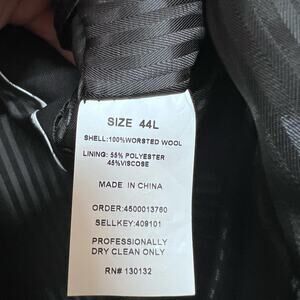 SIZE 44L
SHELL:100%WORSTED WOOL
LINING: 55% POLYESTER
45%VISCOSE
MADE IN CHINA
ORDER:4500013760
SELLKEY:409101
PROFESSIONALLY
DRY CLEAN ONLY
RN# 130132